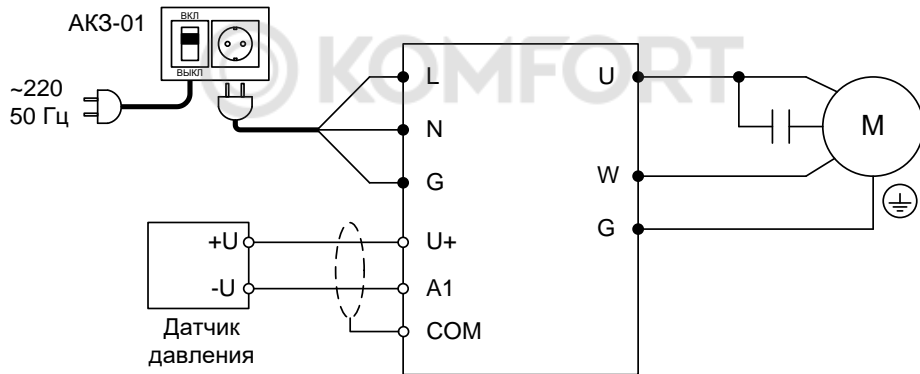 АКЗ-01
ВКЛ
ВЫКЛ
KOMFORT
~220
50 Гц
L
N
G
U
W
G
M
+U
-U
U+
A1
COM
Датчик
давления